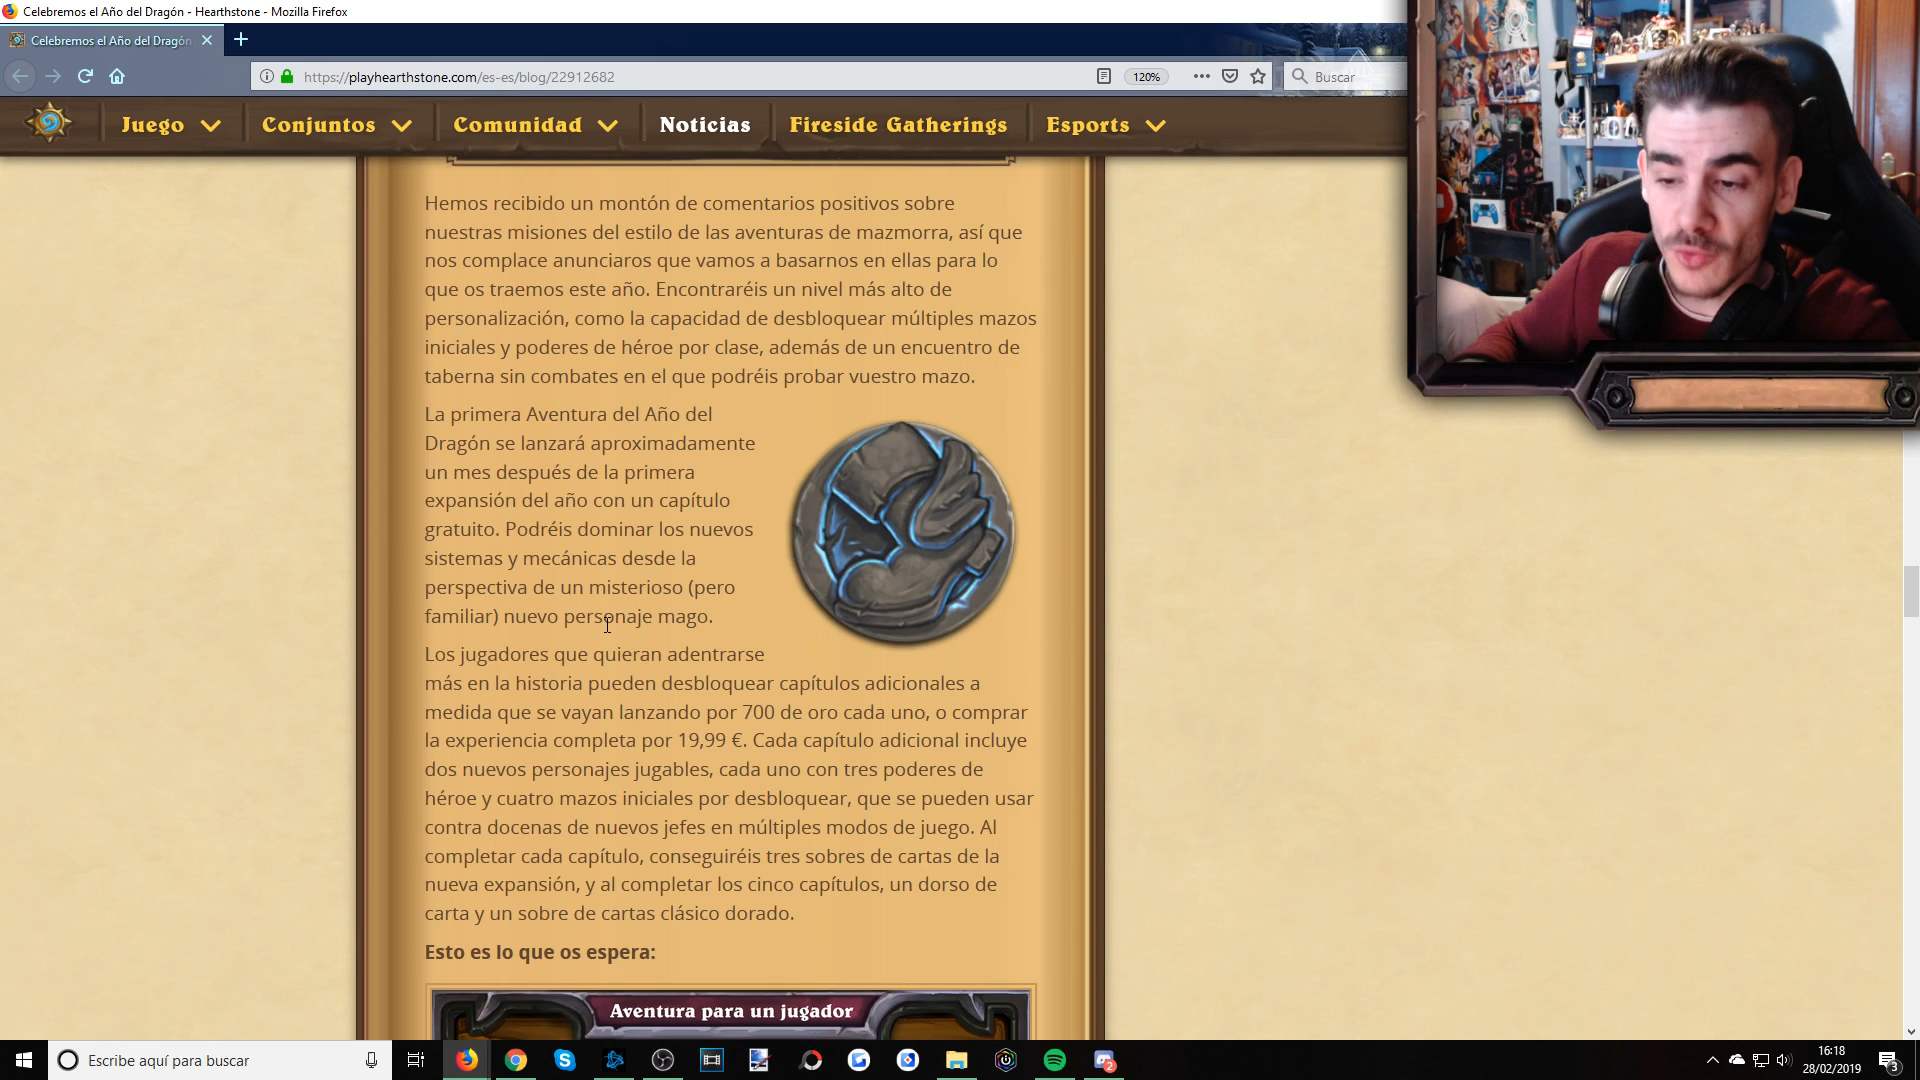 Celebremos el Año del Dragón - Hearthstone - Mozilla Firefox
Celebremos el Año del Dragón
https://playhearthstone.com/es-es/blog/22912682
120%
Buscar
Juego
Conjuntos
Comunidad
Noticias
Fireside Gatherings
Esports
Hemos recibido un montón de comentarios positivos sobre
nuestras misiones del estilo de las aventuras de mazmorra, así que
nos complace anunciaros que vamos a basarnos en ellas para lo
que os traemos este año. Encontraréis un nivel más alto de
personalización, como la capacidad de desbloquear múltiples mazos
iniciales y poderes de héroe por clase, además de un encuentro de
taberna sin combates en el que podréis probar vuestro mazo.
La primera Aventura del Año del
Dragón se lanzará aproximadamente
un mes después de la primera
expansión del año con un capítulo
gratuito. Podréis dominar los nuevos
sistemas y mecánicas desde la
perspectiva de un misterioso (pero
familiar) nuevo personaje mago.
Los jugadores que quieran adentrarse
más en la historia pueden desbloquear capítulos adicionales a
medida que se vayan lanzando por 700 de oro cada uno, o comprar
la experiencia completa por 19,99 €. Cada capítulo adicional incluye
dos nuevos personajes jugables, cada uno con tres poderes de
héroe y cuatro mazos iniciales por desbloquear, que se pueden usar
contra docenas de nuevos jefes en múltiples modos de juego. Al
completar cada capítulo, conseguiréis tres sobres de cartas de la
nueva expansión, y al completar los cinco capítulos, un dorso de
carta y un sobre de cartas clásico dorado.
Esto es lo que os espera:
Aventura para un jugador
Escribe aquí para buscar
2
16:18
28/02/2019
3